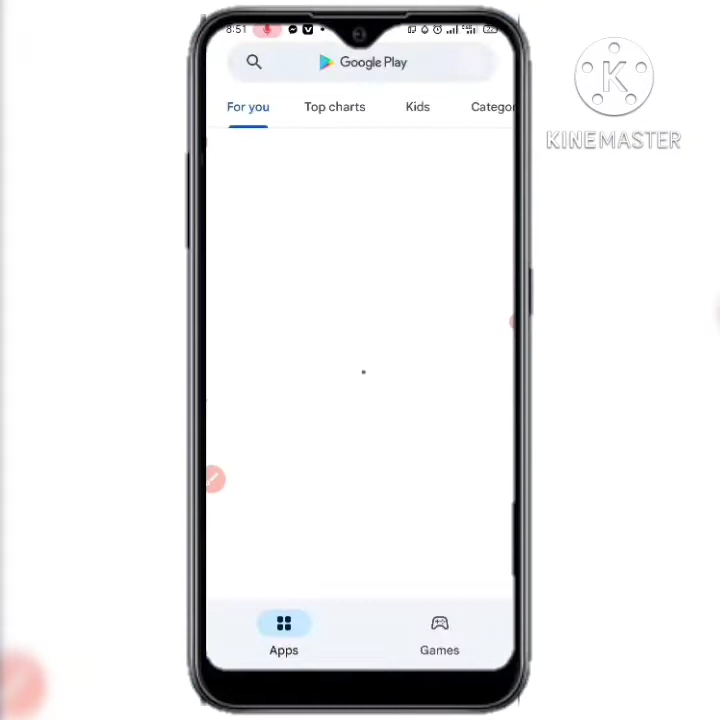 8:51
Google Play
For you Top charts Kids Categor
KINEMASTER
Apps Games